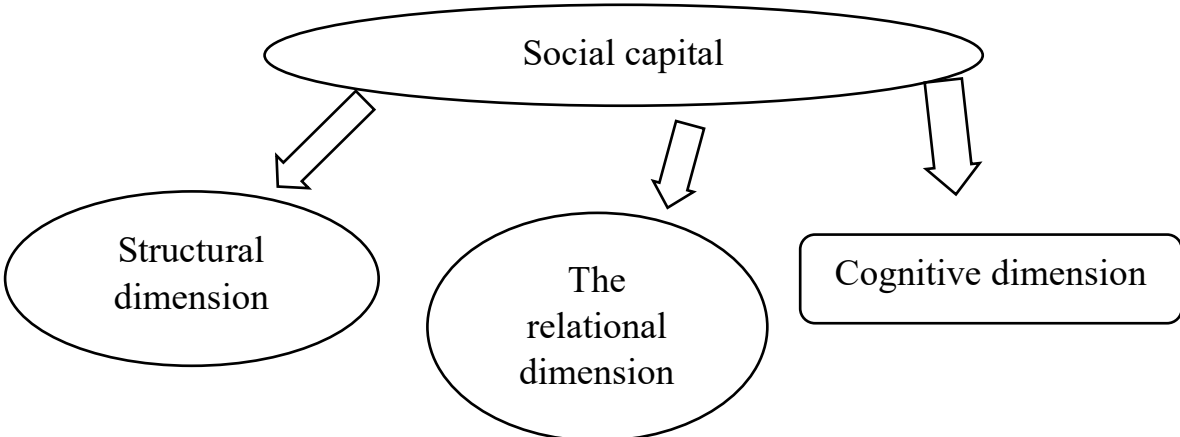 Social capital
Structural
dimension
The
relational
dimension
Cognitive dimension